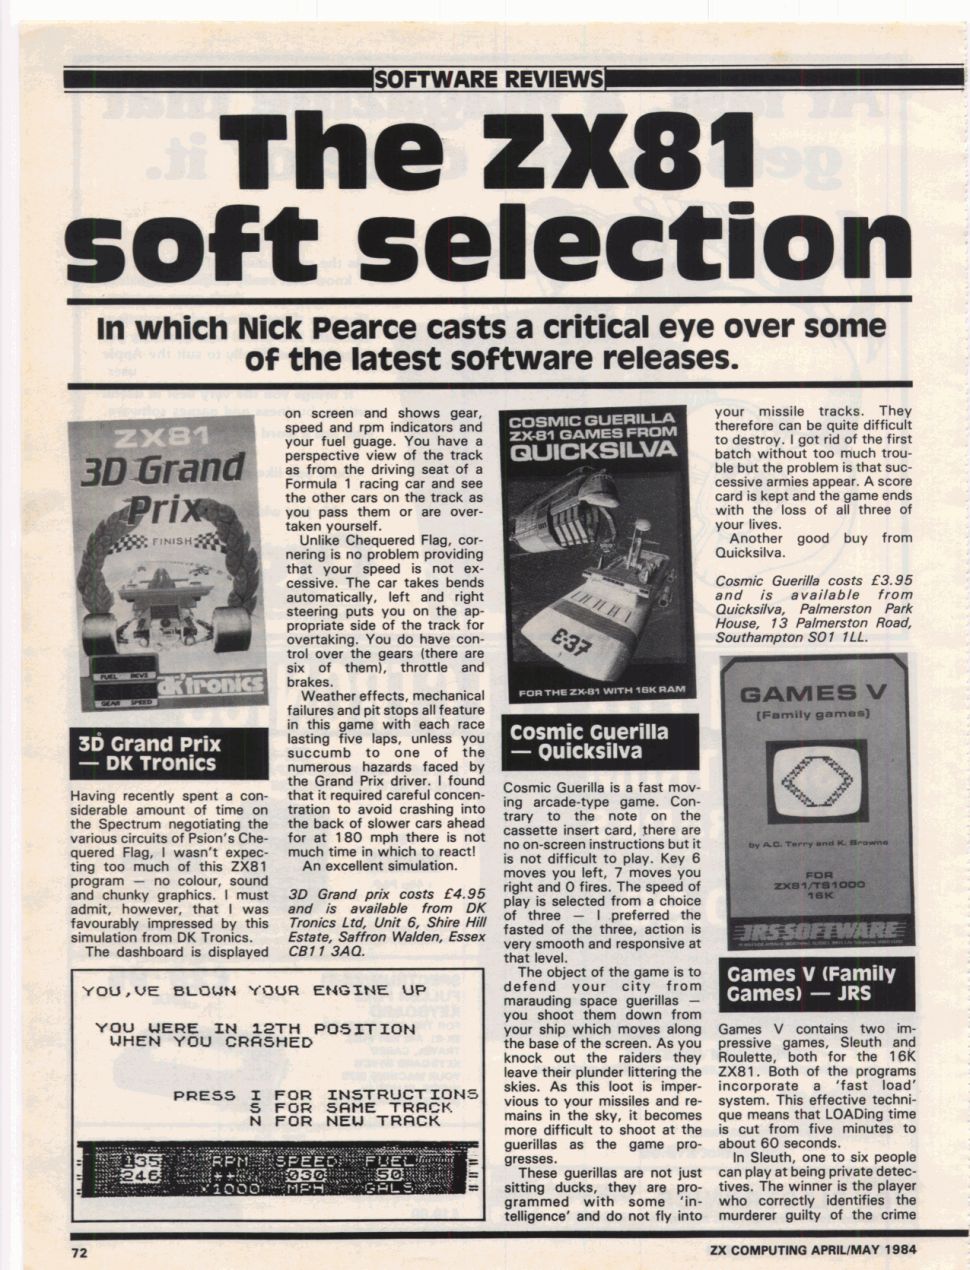 SOFTWARE REVIEWS
The ZX81
soft selection
In which Nick Pearce casts a critical eye over some
of the latest software releases.
ZX81
3D Grand
Prix
FINISH
FUEL REVS
GEAR SPEED
dk'tronics
3D Grand Prix
— DK Tronics
Having recently spent a con-
siderable amount of time on
the Spectrum negotiating the
various circuits of Psion's Che-
quered Flag, I wasn't expec-
ting too much of this ZX81
program — no colour, sound
and chunky graphics. I must
admit, however, that I was
favourably impressed by this
simulation from DK Tronics.
The dashboard is displayed
on screen and shows gear,
speed and rpm indicators and
your fuel guage. You have a
perspective view of the track
as from the driving seat of a
Formula 1 racing car and see
the other cars on the track as
you pass them or are over-
taken yourself.
Unlike Chequered Flag, cor-
nering is no problem providing
that your speed is not ex-
cessive. The car takes bends
automatically, left and right
steering puts you on the ap-
propriate side of the track for
overtaking. You do have con-
trol over the gears (there are
six of them), throttle and
brakes.
Weather effects, mechanical
failures and pit stops all feature
in this game with each race
lasting five laps, unless you
succumb to one of the
numerous hazards faced by
the Grand Prix driver. I found
that it required careful concen-
tration to avoid crashing into
the back of slower cars ahead
for at 180 mph there is not
much time in which to react!
An excellent simulation.
3D Grand prix costs £4.95
and is available from DK
Tronics Ltd, Unit 6, Shire Hill
Estate, Saffron Walden, Essex
CB11 3AQ.
YOU,VE BLOWN YOUR ENGINE UP
YOU WERE IN 12TH POSITION
WHEN YOU CRASHED
PRESS I FOR INSTRUCTIONS
S FOR SAME TRACK
N FOR NEW TRACK
135 RPM SPEED FUEL
246 ** 030 50
X1000 MPH GALS
COSMIC GUERILLA
ZX-81 GAMES FROM
QUICKSILVA
E:37
FOR THE ZX-81 WITH 16K RAM
Cosmic Guerilla
— Quicksilva
Cosmic Guerilla is a fast mov-
ing arcade-type game. Con-
trary to the note on the
cassette insert card, there are
no on-screen instructions but it
is not difficult to play. Key 6
moves you left, 7 moves you
right and 0 fires. The speed of
play is selected from a choice
of three — I preferred the
fasted of the three, action is
very smooth and responsive at
that level.
The object of the game is to
defend your city from
marauding space guerillas —
you shoot them down from
your ship which moves along
the base of the screen. As you
knock out the raiders they
leave their plunder littering the
skies. As this loot is imper-
vious to your missiles and re-
mains in the sky, it becomes
more difficult to shoot at the
guerillas as the game pro-
gresses.
These guerillas are not just
sitting ducks, they are pro-
grammed with some 'in-
telligence' and do not fly into
your missile tracks. They
therefore can be quite difficult
to destroy. I got rid of the first
batch without too much trou-
ble but the problem is that suc-
cessive armies appear. A score
card is kept and the game ends
with the loss of all three of
your lives.
Another good buy from
Quicksilva.
Cosmic Guerilla costs £3.95
and is available from
Quicksilva, Palmerston Park
House, 13 Palmerston Road,
Southampton SO1 1LL.
GAMES V
(Family games)
by A.C. Terry and K. Browne
FOR
ZX81/TS1000
16K
JRS SOFTWARE
Games V (Family
Games) — JRS
Games V contains two im-
pressive games, Sleuth and
Roulette, both for the 16K
ZX81. Both of the programs
incorporate a 'fast load'
system. This effective techni-
que means that LOADing time
is cut from five minutes to
about 60 seconds.
In Sleuth, one to six people
can play at being private detec-
tives. The winner is the player
who correctly identifies the
murderer guilty of the crime
72
ZX COMPUTING APRIL/MAY 1984